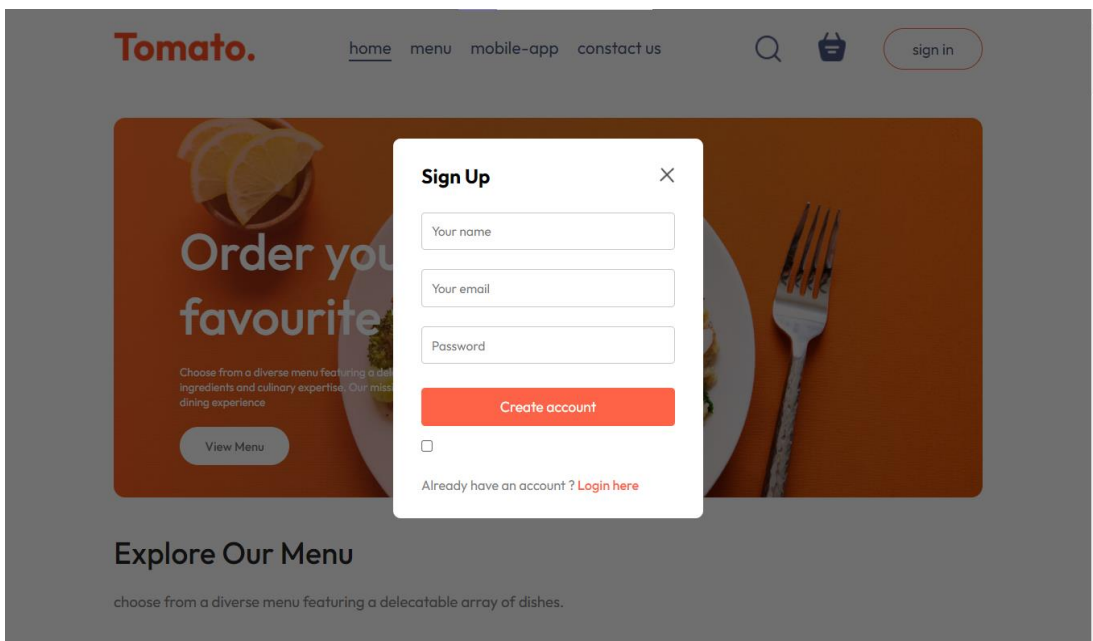 Tomato.
home menu mobile-app constact us
sign in
Sign Up
Your name
Order you
Your email
favourite
Password
Choose from a diverse menu featuring a del
ingredients and culinary expertise. Our miss
dining experience
Create account
View Menu
Already have an account ? Login here
Explore Our Menu
choose from a diverse menu featuring a delecatable array of dishes.